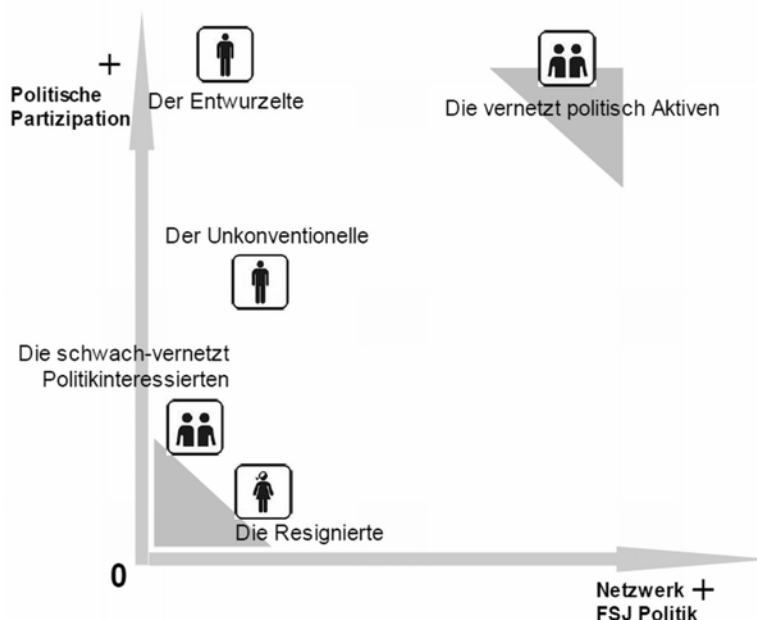 +
Politische
Partizipation
Der Entwurzelte
Die vernetzt politisch Aktiven
Der Unkonventionelle
Die schwach-vernetzt
Politikinteressierten
Die Resignierte
0
Netzwerk +
FSJ Politik